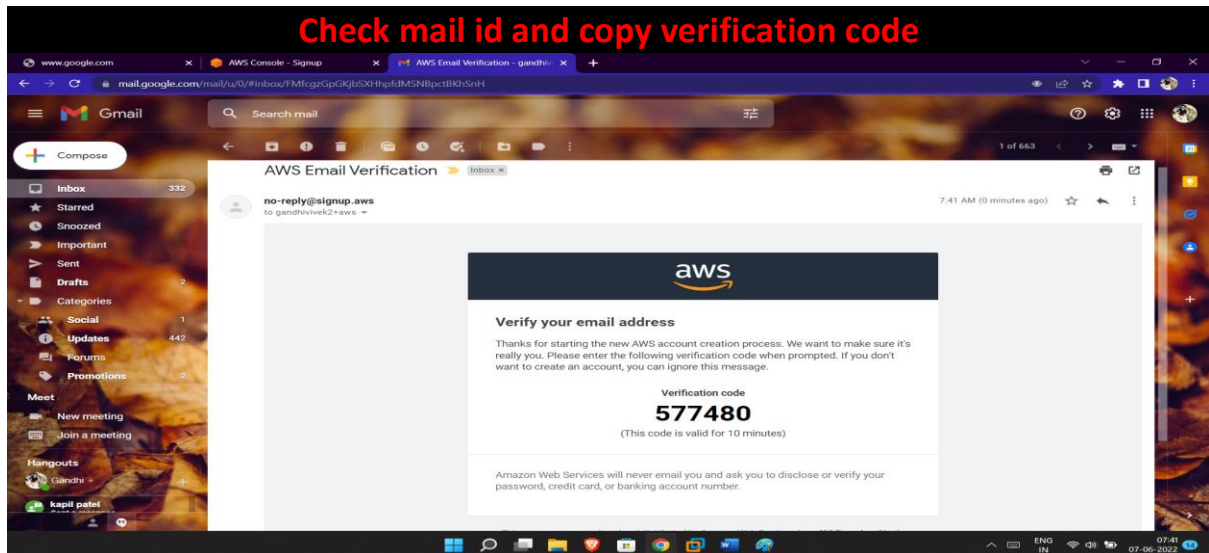 Check mail id and copy verification code
www.google.com
AWS Console - Signup
AWS Email Verification - gandhiv
mail.google.com/mail/u/0/#inbox/FMfcgzGpGKjbSXHhpfdMSNBpctBKhSnH
Gmail
Search mail
Compose
1 of 663
AWS Email Verification
Inbox x
Inbox 332
no-reply@signup.aws
7:41 AM (0 minutes ago)
to gandhivivek2+aws
Starred
Snoozed
Important
Sent
Drafts 2
Categories
Social 1
Updates 442
Forums
Promotions 2
Meet
New meeting
Join a meeting
Hangouts
Gandhi
kapil patel
aws
Verify your email address
Thanks for starting the new AWS account creation process. We want to make sure it's
really you. Please enter the following verification code when prompted. If you don't
want to create an account, you can ignore this message.
Verification code
577480
(This code is valid for 10 minutes)
Amazon Web Services will never email you and ask you to disclose or verify your
password, credit card, or banking account number.
ENG
IN
07:41
07-06-2022